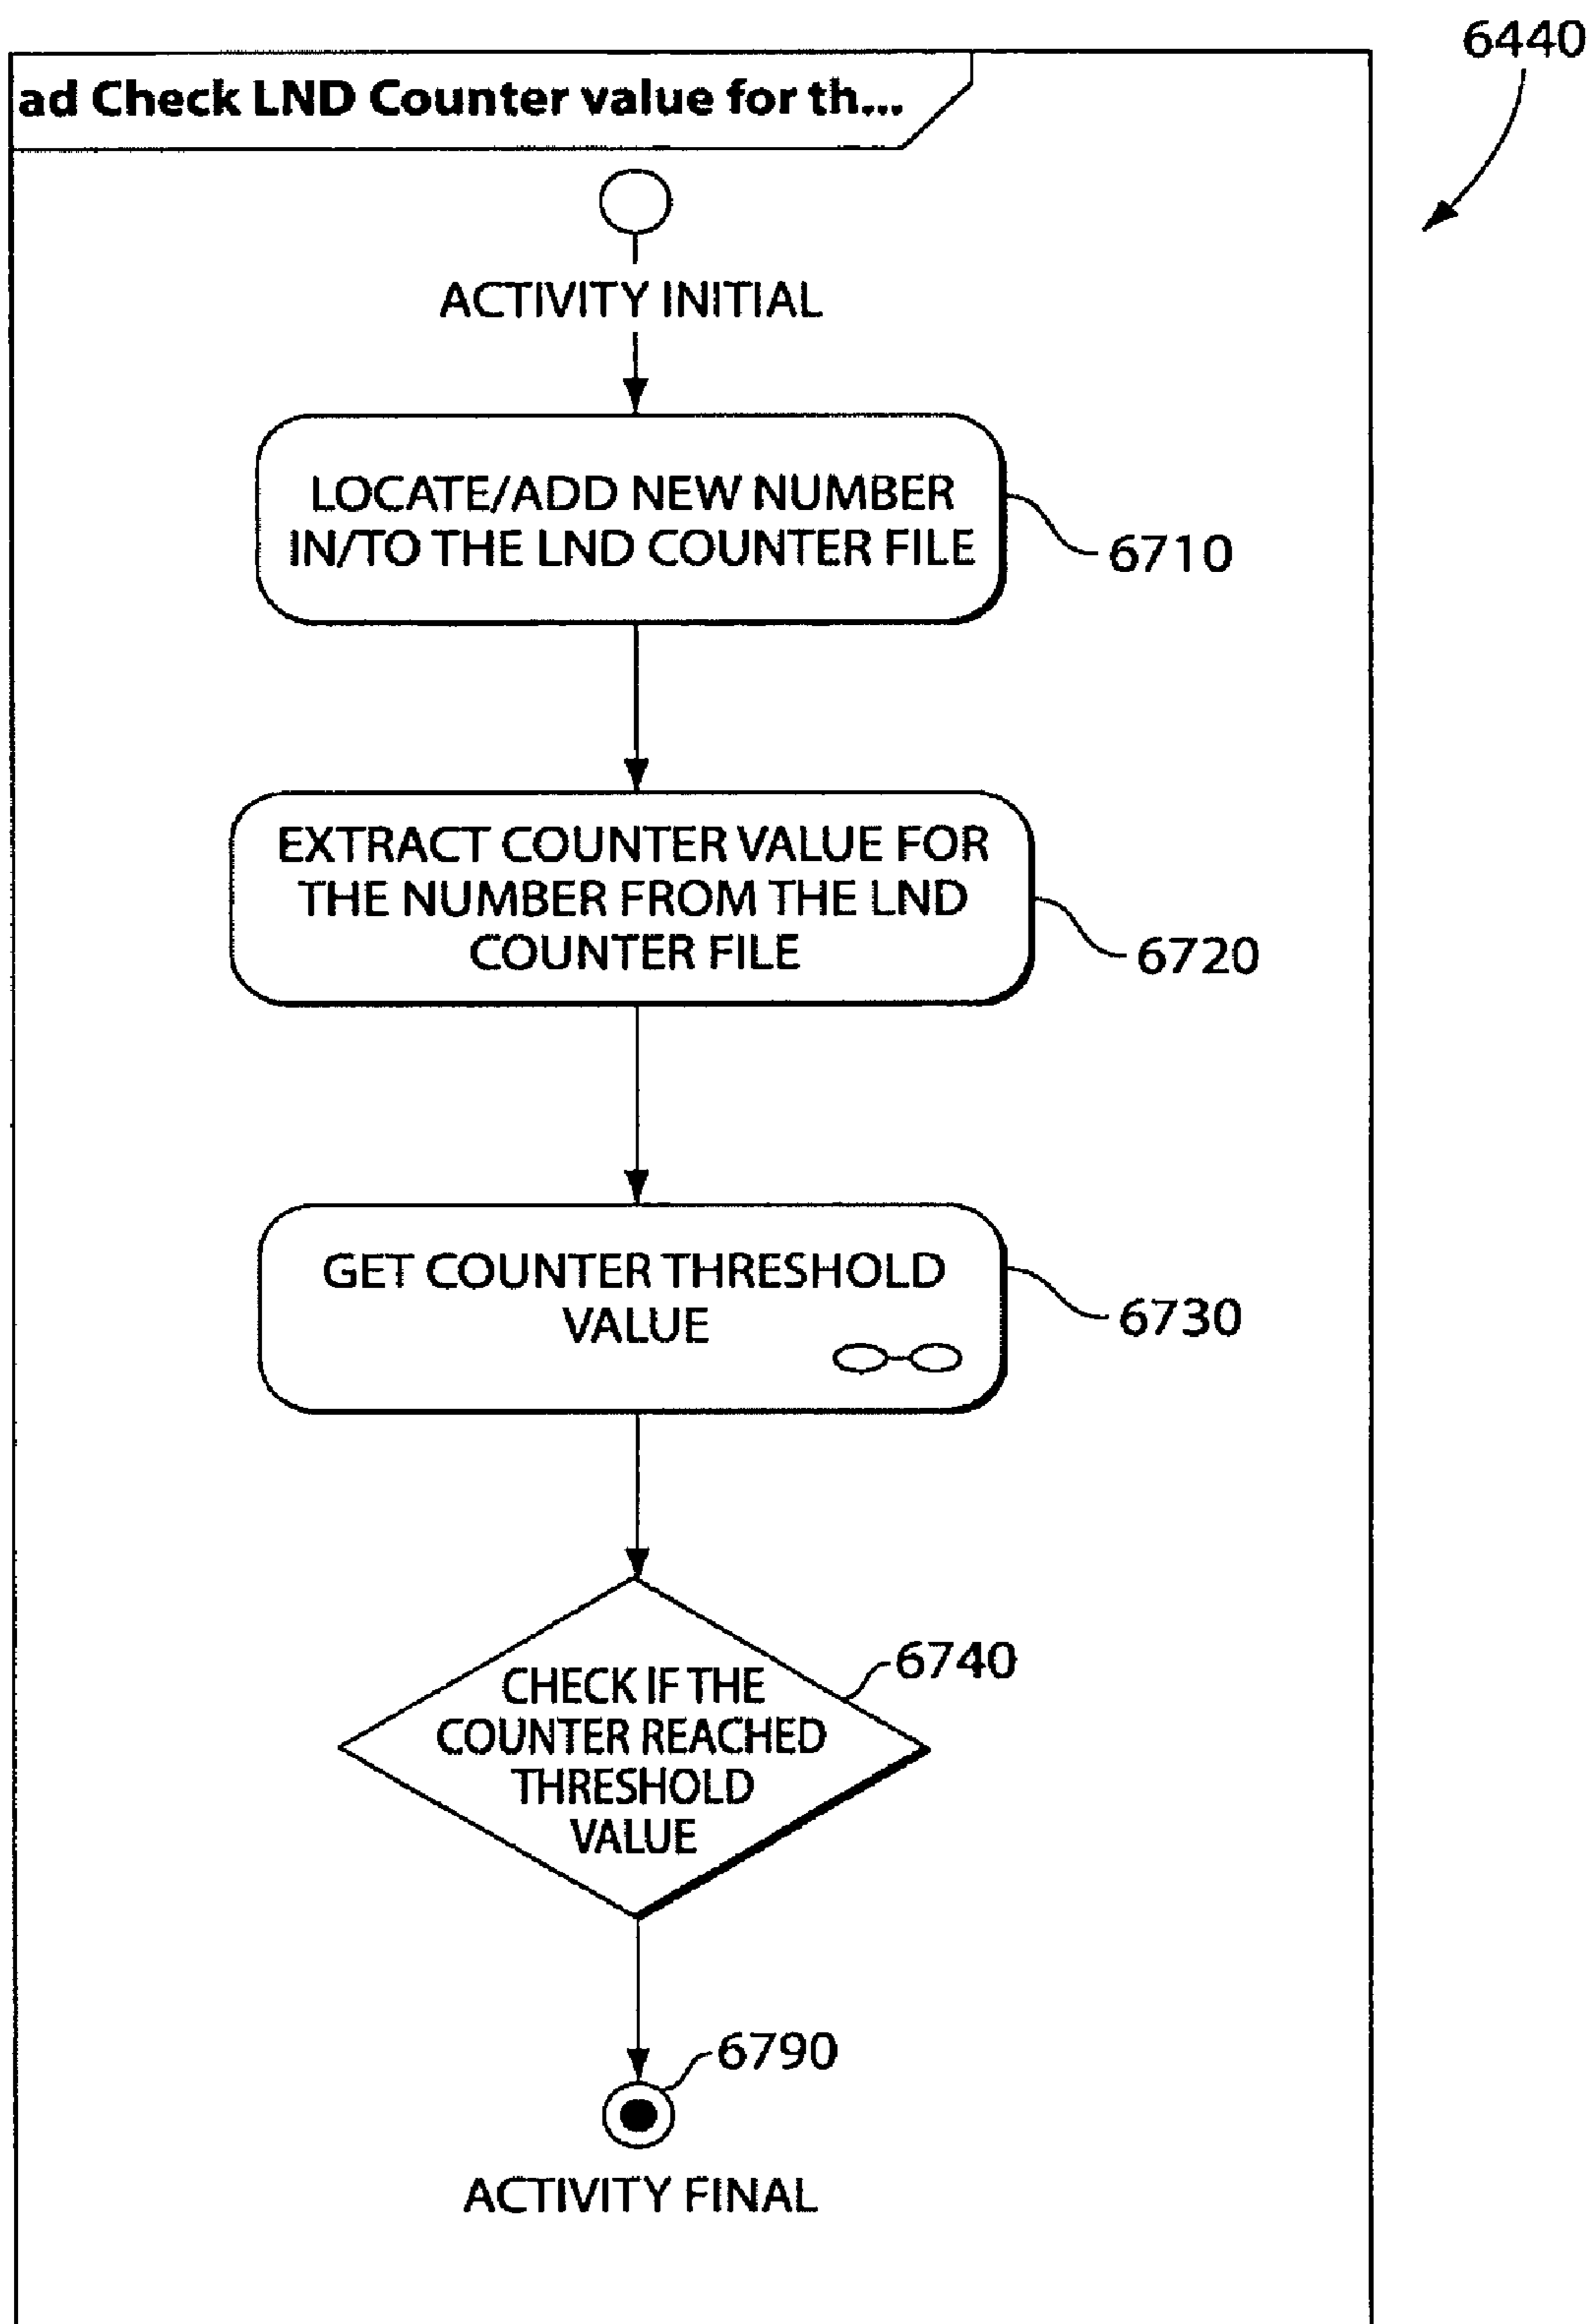 6440
ad Check LND Counter value for th...
ACTIVITY INITIAL
LOCATE/ADD NEW NUMBER
IN/TO THE LND COUNTER FILE
6710
EXTRACT COUNTER VALUE FOR
THE NUMBER FROM THE LND
COUNTER FILE
6720
GET COUNTER THRESHOLD
VALUE
6730
CHECK IF THE
COUNTER REACHED
THRESHOLD
VALUE
6740
6790
ACTIVITY FINAL